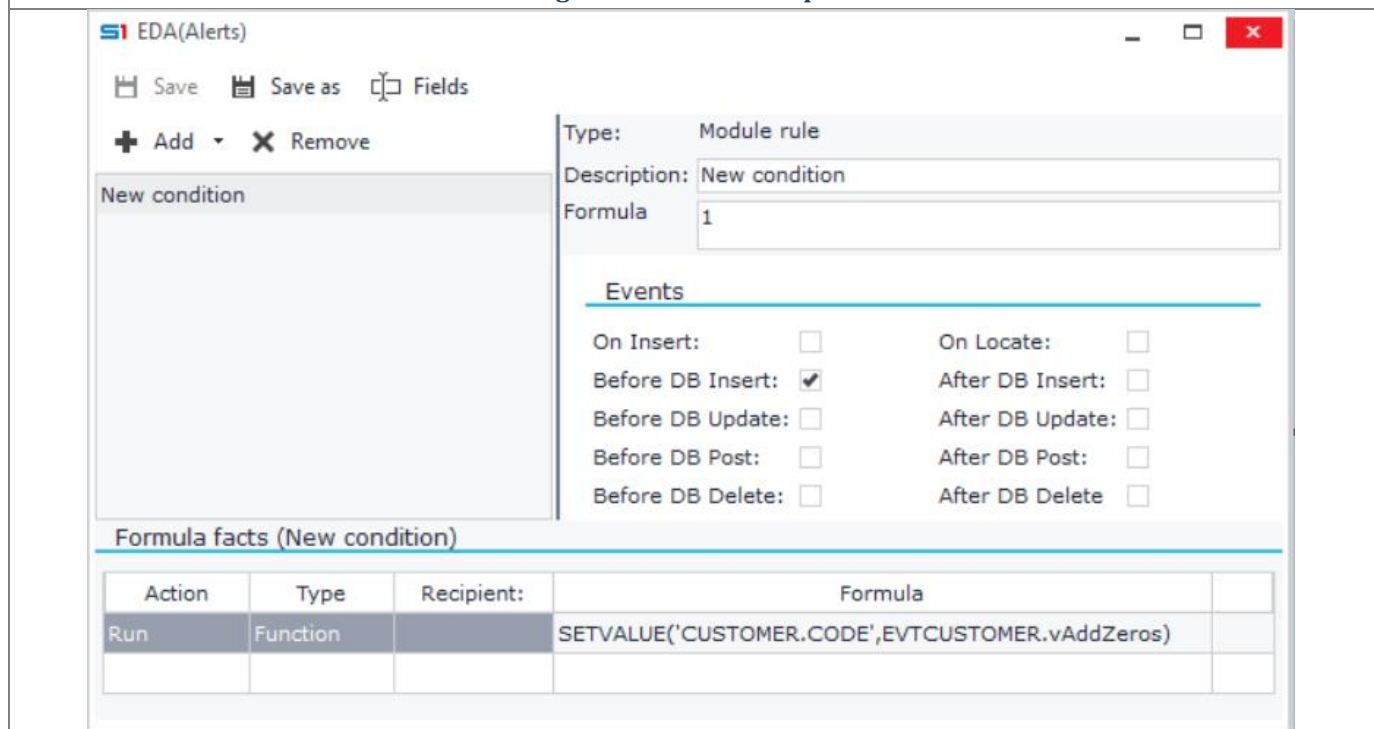 S1 EDA(Alerts)
Save Save as Fields
Add Remove
New condition
Type: Module rule
Description: New condition
Formula 1
Events
On Insert: On Locate:
Before DB Insert: After DB Insert:
Before DB Update: After DB Update:
Before DB Post: After DB Post:
Before DB Delete: After DB Delete
Formula facts (New condition)
Action Type Recipient: Formula
Run Function SETVALUE('CUSTOMER.CODE',EVTCUSTOMER.vAddZeros)